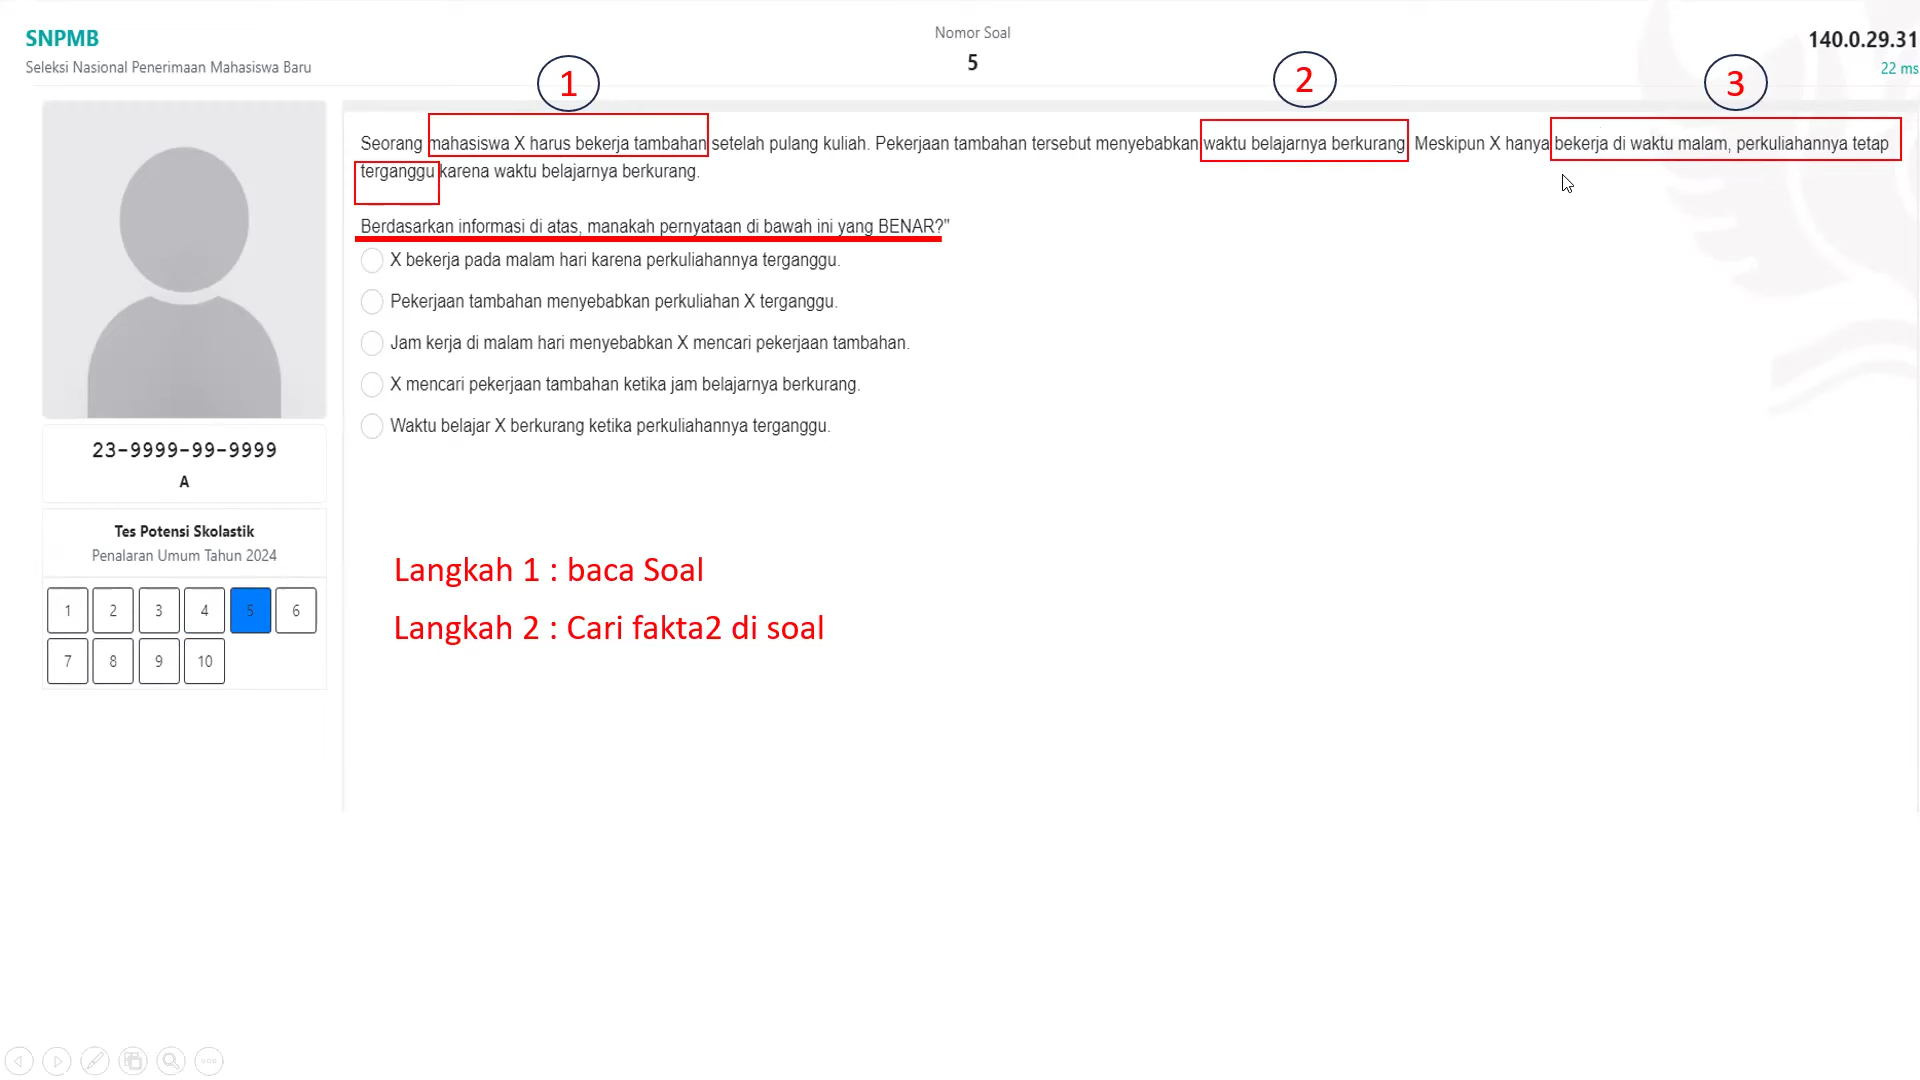 SNPMB
Seleksi Nasional Penerimaan Mahasiswa Baru
Nomor Soal
5
140.0.29.31
22 ms
1
2
3
Seorang mahasiswa X harus bekerja tambahan setelah pulang kuliah. Pekerjaan tambahan tersebut menyebabkan waktu belajarnya berkurang. Meskipun X hanya bekerja di waktu malam, perkuliahannya tetap
terganggu karena waktu belajarnya berkurang.
Berdasarkan informasi di atas, manakah pernyataan di bawah ini yang BENAR?"
X bekerja pada malam hari karena perkuliahannya terganggu.
Pekerjaan tambahan menyebabkan perkuliahan X terganggu.
Jam kerja di malam hari menyebabkan X mencari pekerjaan tambahan.
X mencari pekerjaan tambahan ketika jam belajarnya berkurang.
Waktu belajar X berkurang ketika perkuliahannya terganggu.
23-9999-99-9999
A
Tes Potensi Skolastik
Penalaran Umum Tahun 2024
1 2 3 4 5 6
7 8 9 10
Langkah 1 : baca Soal
Langkah 2 : Cari fakta2 di soal